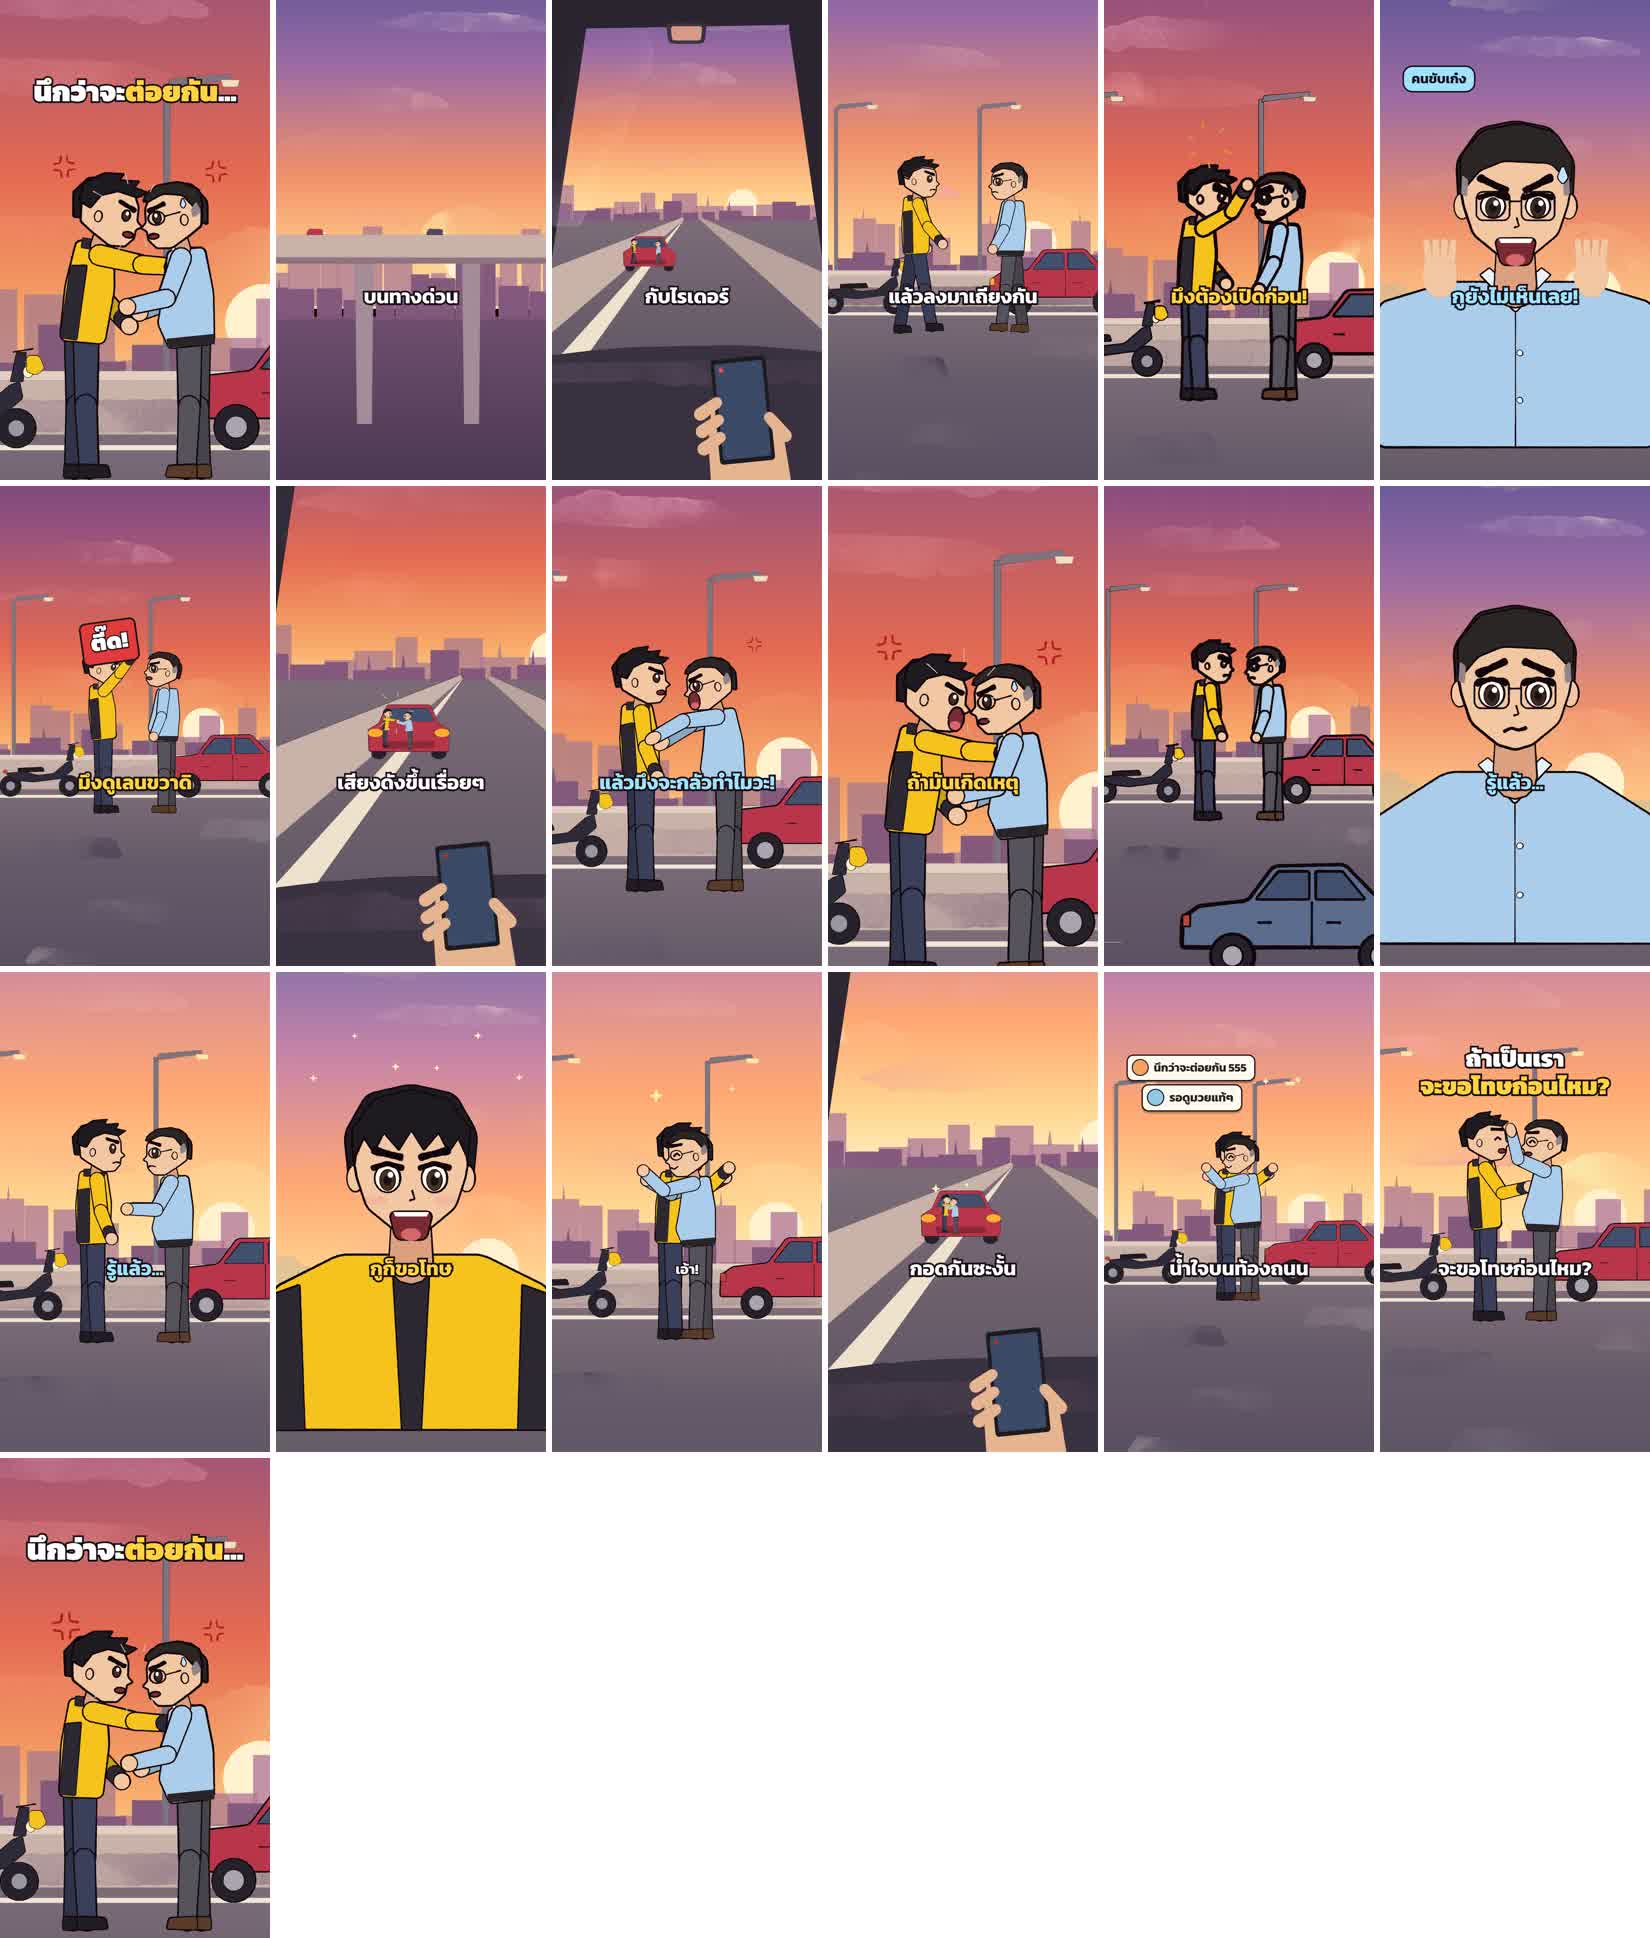 นึกว่าจะต่อยกัน...
บนทางด่วน
กับไรเดอร์
แล้วลงมาเถียงกัน
มึงต้องเปิดก่อน!
คนขับเก๋ง
กูยังไม่เห็นเลย!
ตี๊ด!
มึงดูเลนขวาดิ
เสียงดังขึ้นเรื่อยๆ
แล้วมึงจะกลัวทำไมวะ!
ถ้ามันเกิดเหตุ
รู้แล้ว...
รู้แล้ว...
กูก็ขอโทษ
เอ้า!
กอดกันซะงั้น
นึกว่าจะต่อยกัน 555
รอดูมวยแท้ๆ
น้ำใจบนท้องถนน
ถ้าเป็นเรา
จะขอโทษก่อนไหม?
จะขอโทษก่อนไหม?
นึกว่าจะต่อยกัน...